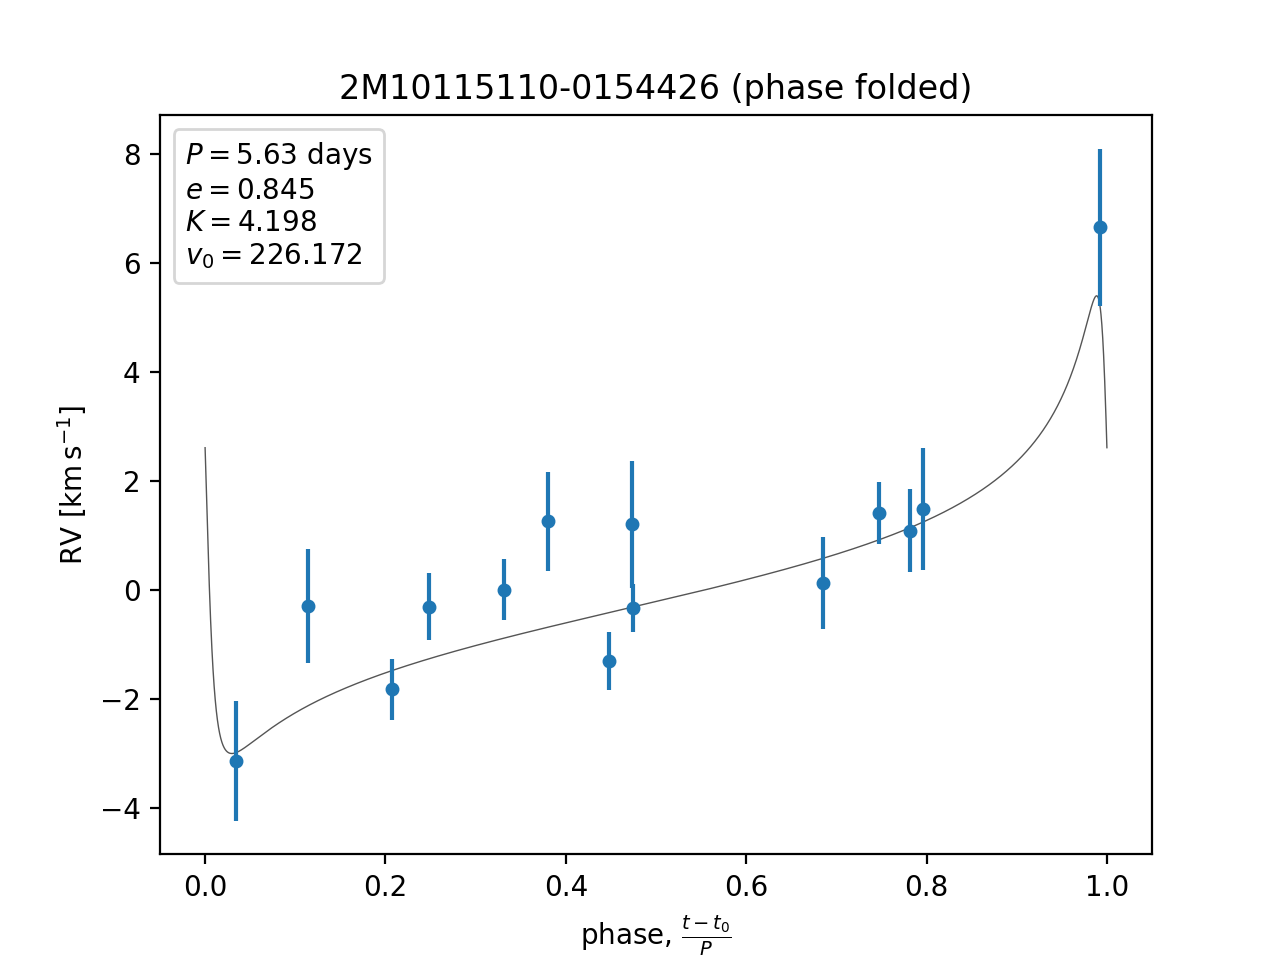 2M10115110-0154426 (phase folded)
P = 5.63 days
e = 0.845
K = 4.198
v₀ = 226.172
RV [km s⁻¹]
8
6
4
2
0
−2
−4
0.0 0.2 0.4 0.6 0.8 1.0
phase, (t − t₀)/P